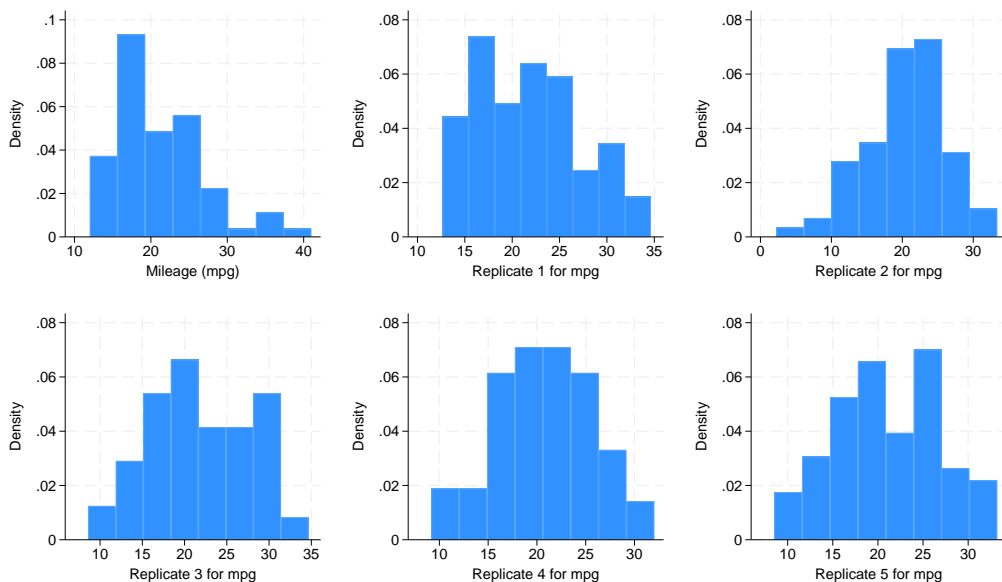 Density
.1
.08
.06
.04
.02
0
10 20 30 40
Mileage (mpg)
Density
.08
.06
.04
.02
0
10 15 20 25 30 35
Replicate 1 for mpg
Density
.08
.06
.04
.02
0
0 10 20 30
Replicate 2 for mpg
Density
.08
.06
.04
.02
0
10 15 20 25 30 35
Replicate 3 for mpg
Density
.08
.06
.04
.02
0
10 15 20 25 30
Replicate 4 for mpg
Density
.08
.06
.04
.02
0
10 15 20 25 30
Replicate 5 for mpg